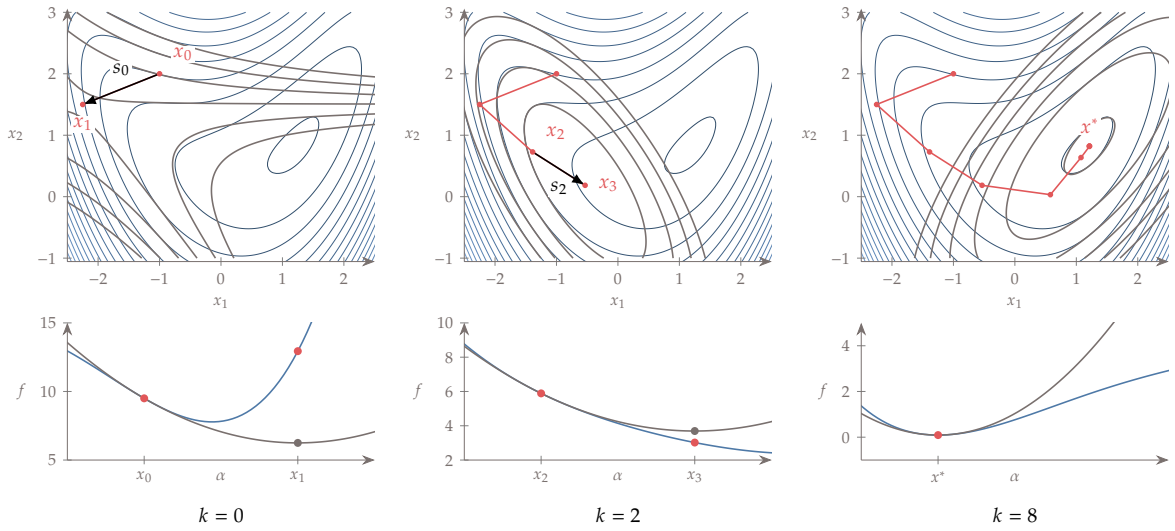 3
2
1
0
−1
x₂
−2
−1
0
1
2
x₁
x₀
s₀
x₁
3
2
1
0
−1
x₂
−2
−1
0
1
2
x₁
x₂
s₂
x₃
3
2
1
0
−1
x₂
−2
−1
0
1
2
x₁
x*
15
10
5
f
x₀
α
x₁
k = 0
10
8
6
4
2
f
x₂
α
x₃
k = 2
4
2
0
f
x*
α
k = 8